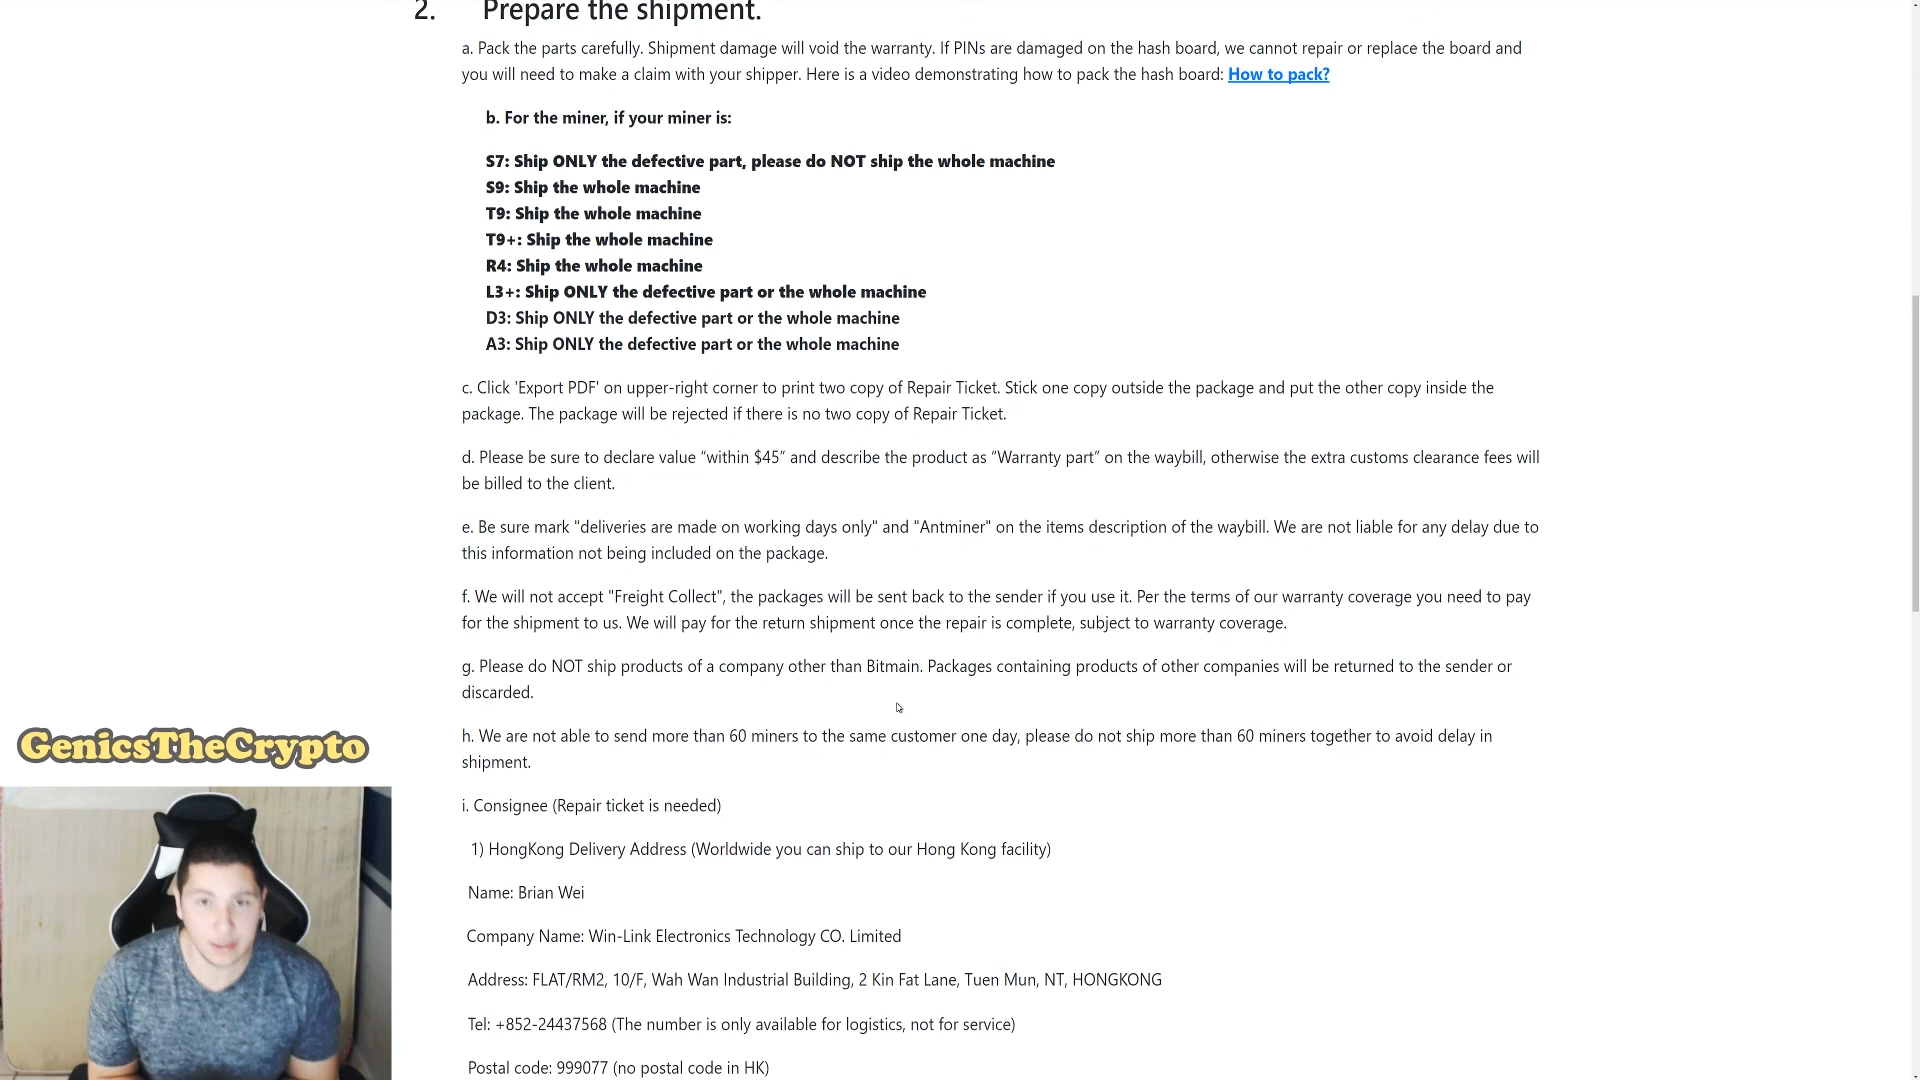 2. Prepare the shipment.
a. Pack the parts carefully. Shipment damage will void the warranty. If PINs are damaged on the hash board, we cannot repair or replace the board and
you will need to make a claim with your shipper. Here is a video demonstrating how to pack the hash board: How to pack?
b. For the miner, if your miner is:
S7: Ship ONLY the defective part, please do NOT ship the whole machine
S9: Ship the whole machine
T9: Ship the whole machine
T9+: Ship the whole machine
R4: Ship the whole machine
L3+: Ship ONLY the defective part or the whole machine
D3: Ship ONLY the defective part or the whole machine
A3: Ship ONLY the defective part or the whole machine
c. Click 'Export PDF' on upper-right corner to print two copy of Repair Ticket. Stick one copy outside the package and put the other copy inside the
package. The package will be rejected if there is no two copy of Repair Ticket.
d. Please be sure to declare value “within $45” and describe the product as “Warranty part” on the waybill, otherwise the extra customs clearance fees will
be billed to the client.
e. Be sure mark "deliveries are made on working days only" and "Antminer" on the items description of the waybill. We are not liable for any delay due to
this information not being included on the package.
f. We will not accept "Freight Collect", the packages will be sent back to the sender if you use it. Per the terms of our warranty coverage you need to pay
for the shipment to us. We will pay for the return shipment once the repair is complete, subject to warranty coverage.
g. Please do NOT ship products of a company other than Bitmain. Packages containing products of other companies will be returned to the sender or
discarded.
h. We are not able to send more than 60 miners to the same customer one day, please do not ship more than 60 miners together to avoid delay in
shipment.
i. Consignee (Repair ticket is needed)
1) HongKong Delivery Address (Worldwide you can ship to our Hong Kong facility)
Name: Brian Wei
Company Name: Win-Link Electronics Technology CO. Limited
Address: FLAT/RM2, 10/F, Wah Wan Industrial Building, 2 Kin Fat Lane, Tuen Mun, NT, HONGKONG
Tel: +852-24437568 (The number is only available for logistics, not for service)
Postal code: 999077 (no postal code in HK)
GenicsTheCrypto